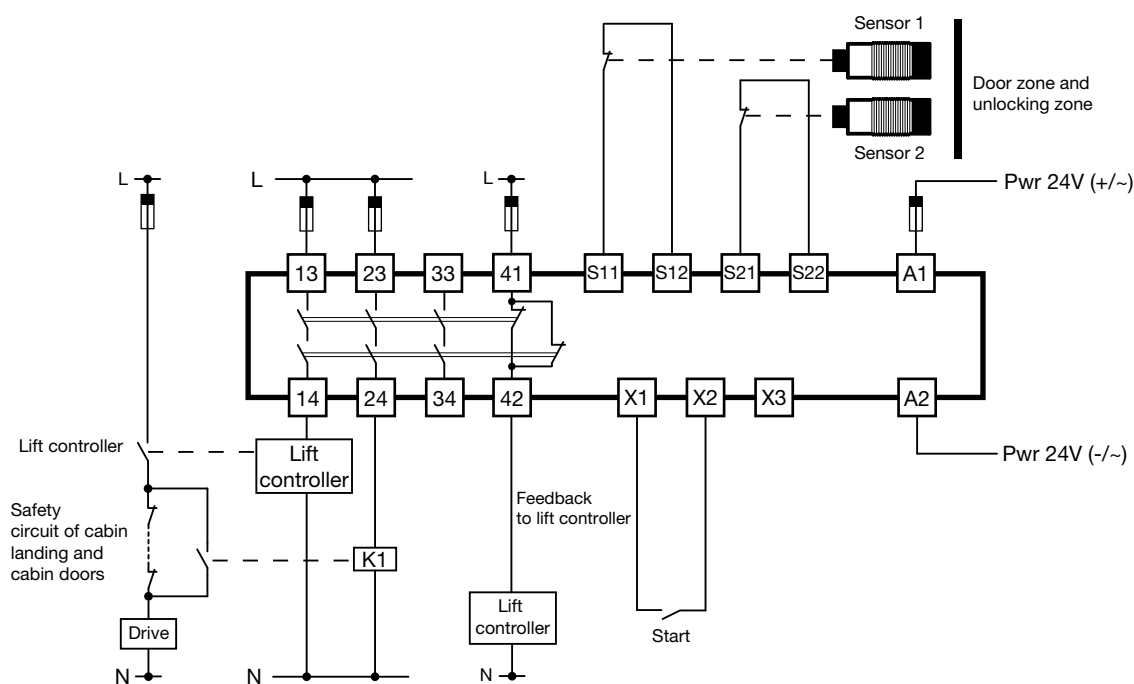 Sensor 1
Door zone and
unlocking zone
Sensor 2
L
L
L
Pwr 24V (+/~)
13
23
33
41
S11
S12
S21
S22
A1
14
24
34
42
X1
X2
X3
A2
Lift controller
Lift
controller
Pwr 24V (-/~)
Safety
circuit of cabin
landing and
cabin doors
Feedback
to lift controller
K1
Drive
Lift
controller
Start
N
N
N